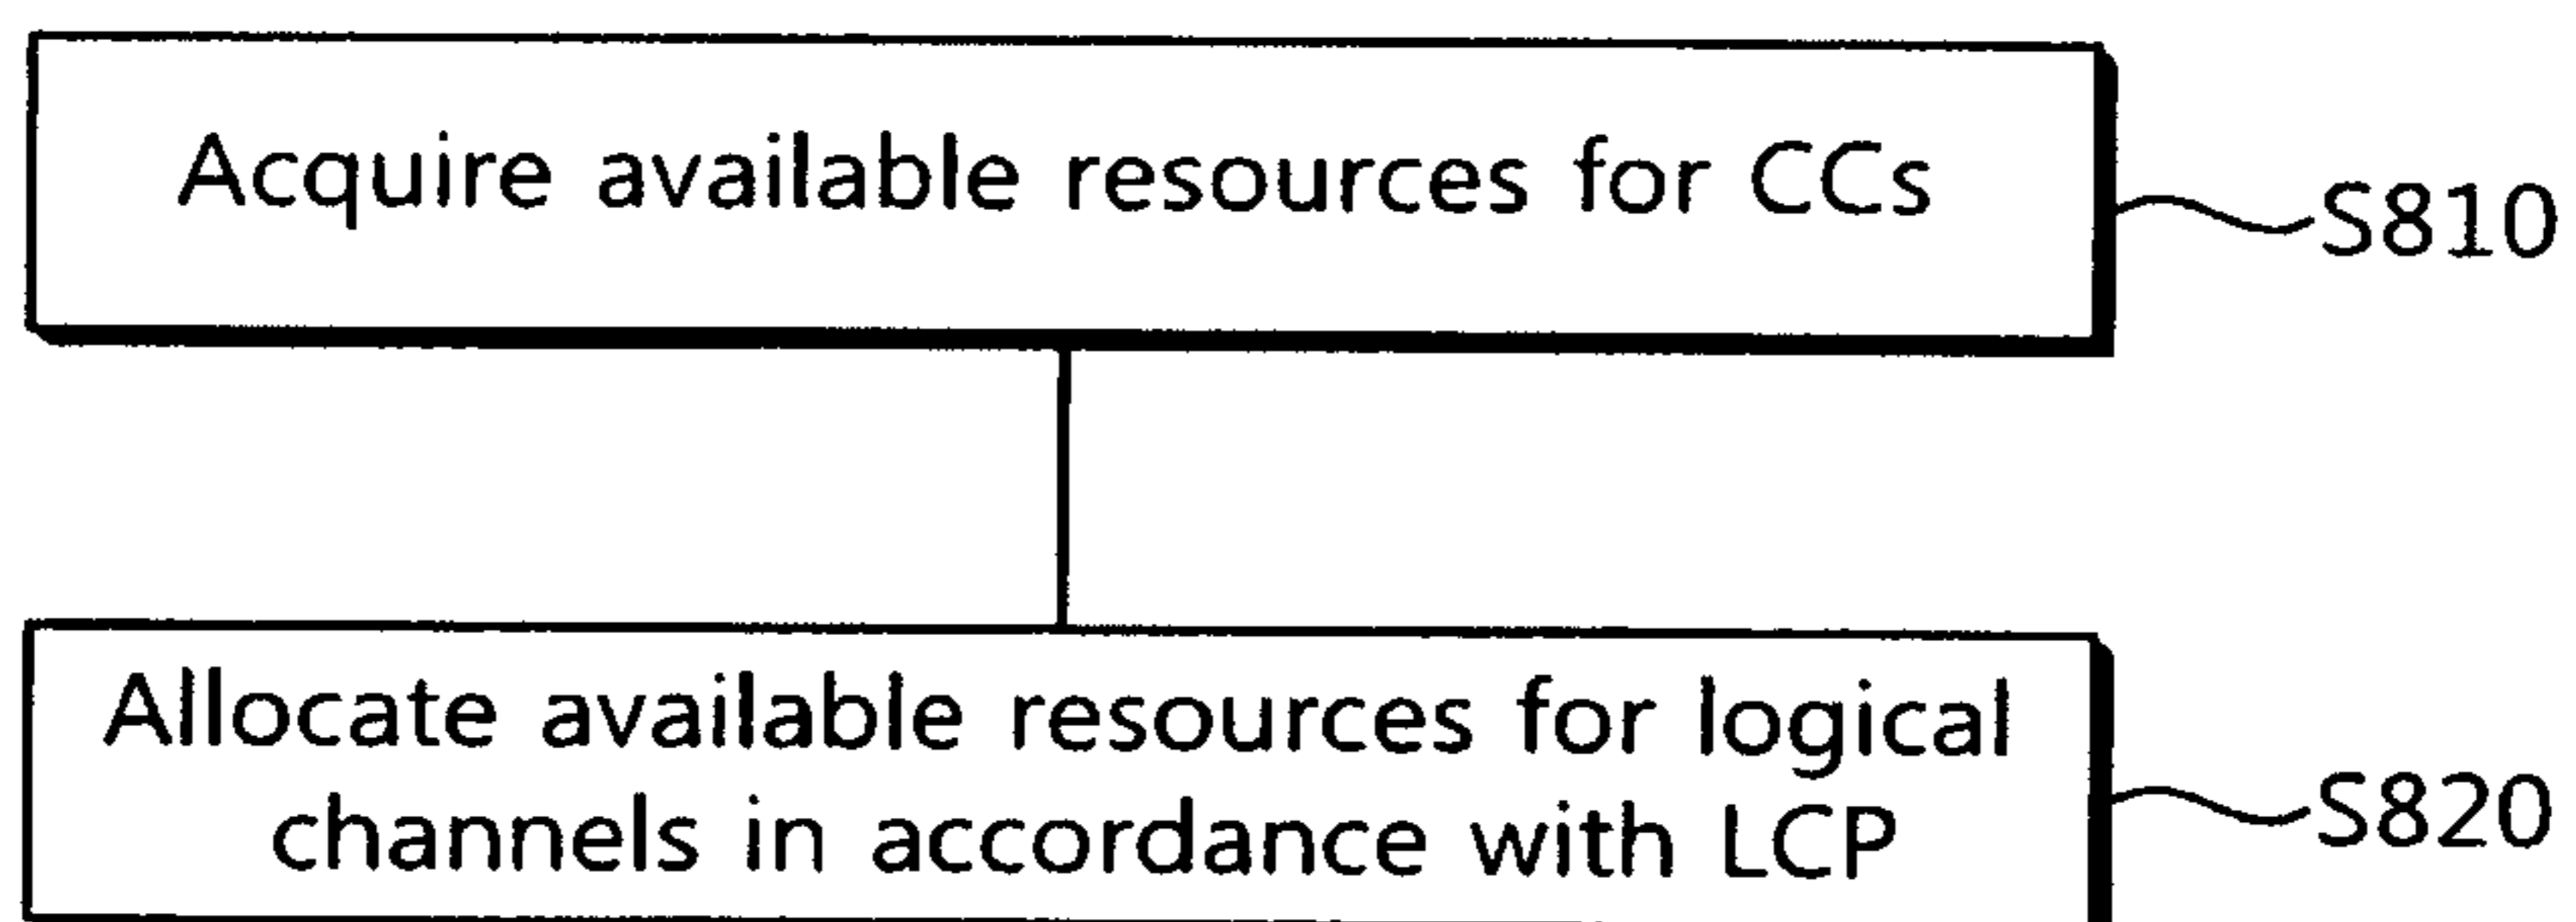 Acquire available resources for CCs
S810
Allocate available resources for logical
channels in accordance with LCP
S820